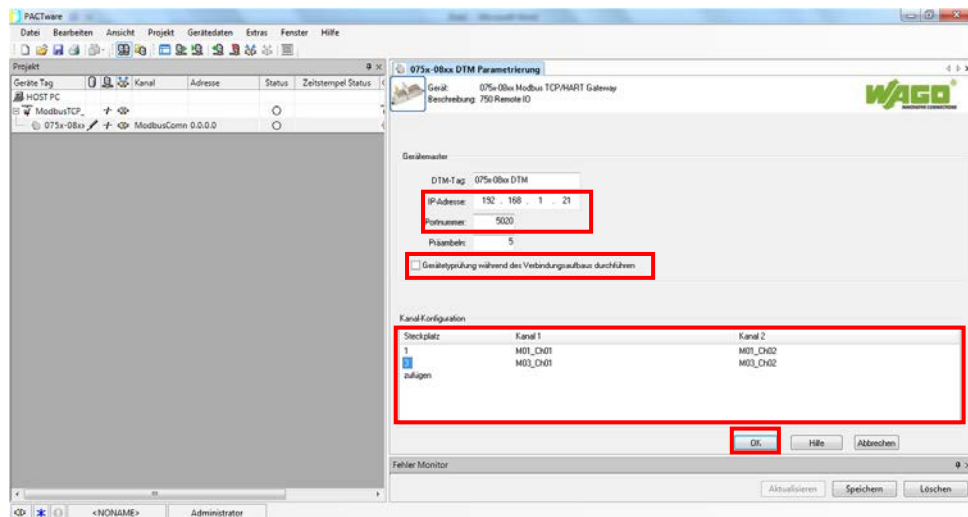 PACTware
Datei Bearbeiten Ansicht Projekt Gerätedaten Extras Fenster Hilfe
Projekt
Geräte Tag Kanal Adresse Status Zeitstempel Status
HOST PC
ModbusTCP_
075x-08xx ModbusComn 0.0.0.0
075x-08xx DTM Parametrierung
Gerät: 075x-08xx Modbus TCP/HART Gateway
Beschreibung: 750 Remote IO
WAGO
INNOVATIVE CONNECTIONS
Gerätemaster
DTM-Tag: 075x-08xx DTM
IP-Adresse: 192 . 168 . 1 . 21
Portnummer: 5020
Präambeln: 5
Gerätetypprüfung während des Verbindungsaufbaus durchführen
Kanal-Konfiguration
Steckplatz Kanal 1 Kanal 2
1 M01_Ch01 M01_Ch02
3 M03_Ch01 M03_Ch02
zufügen
OK Hilfe Abbrechen
Fehler Monitor
Aktualisieren Speichern Löschen
<NONAME> Administrator